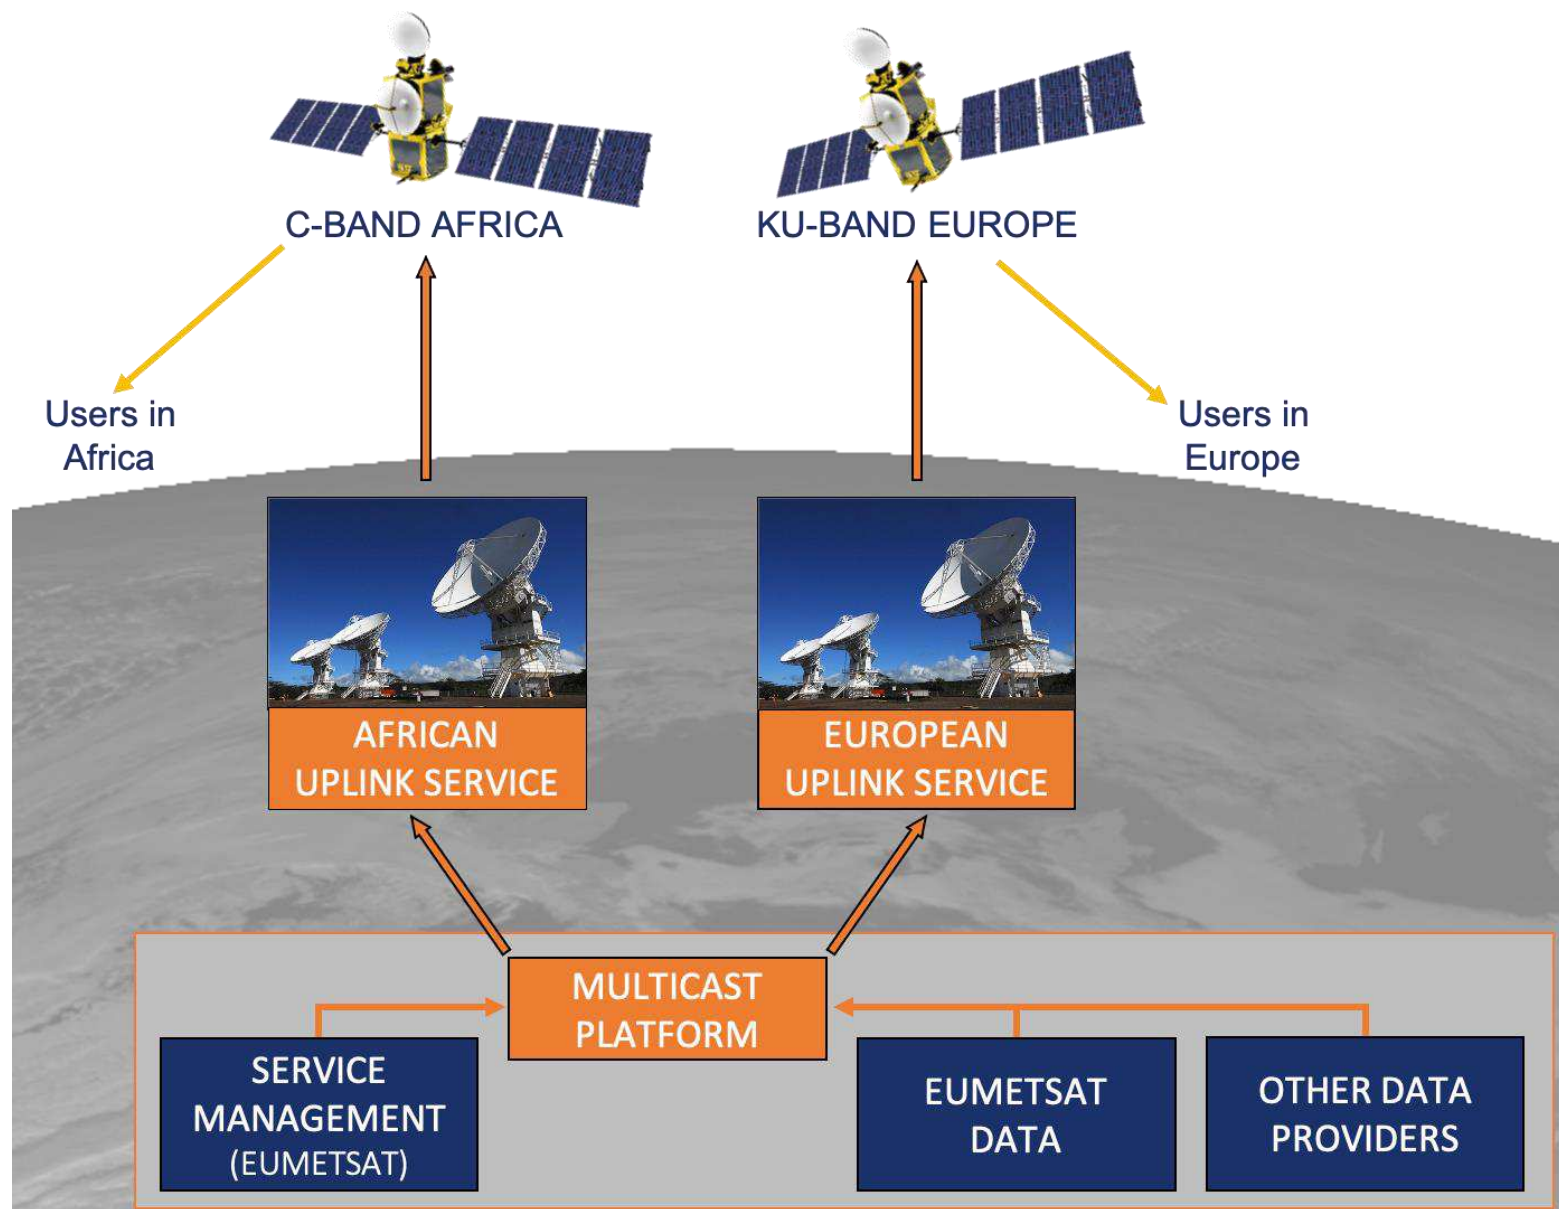 C-BAND AFRICA
KU-BAND EUROPE
Users in
Africa
Users in
Europe
AFRICAN
UPLINK SERVICE
EUROPEAN
UPLINK SERVICE
MULTICAST
PLATFORM
SERVICE
MANAGEMENT
(EUMETSAT)
EUMETSAT
DATA
OTHER DATA
PROVIDERS